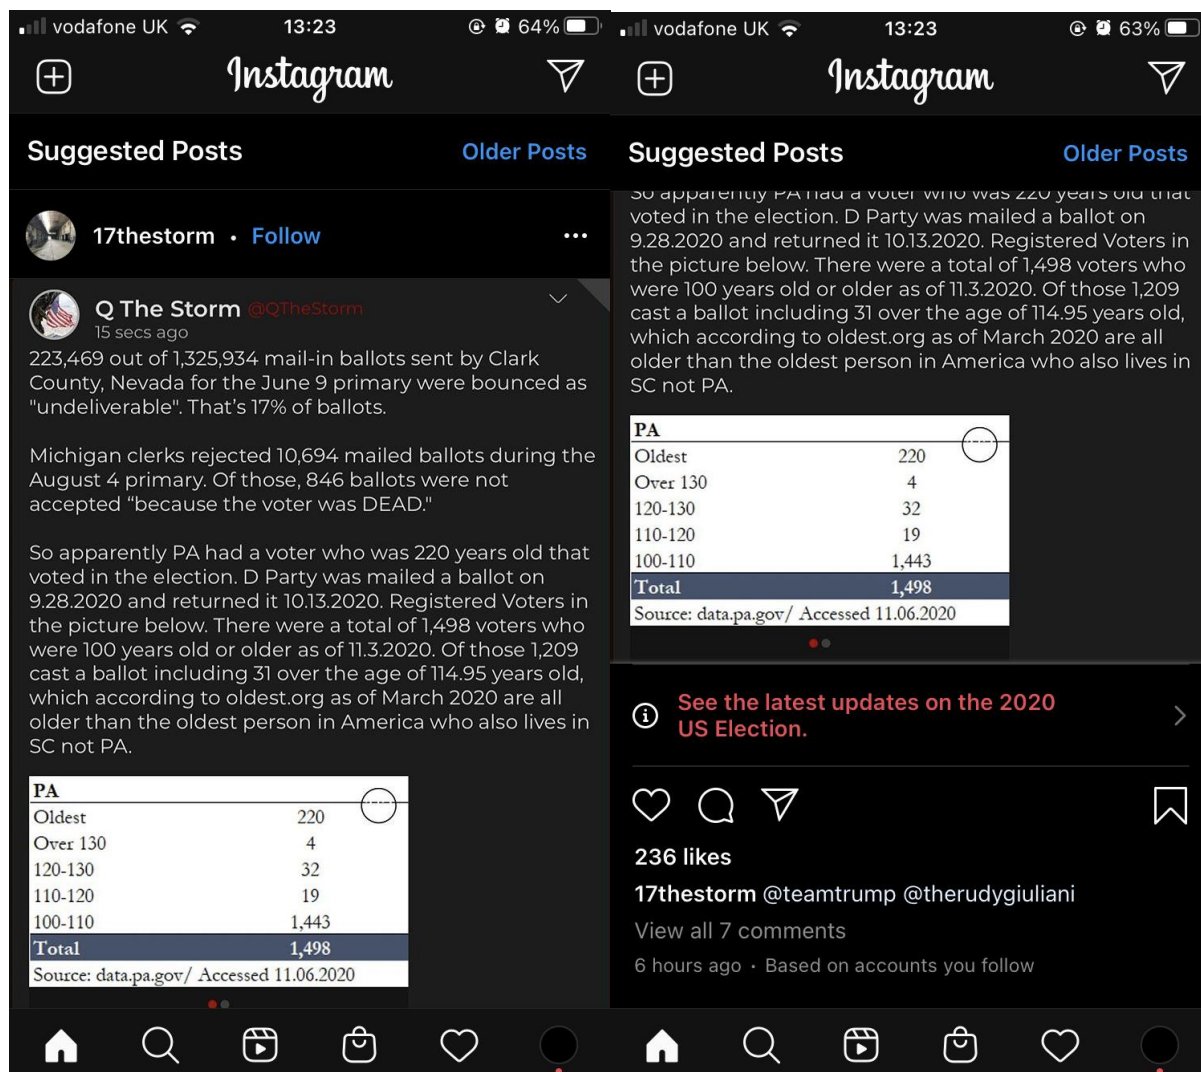 vodafone UK 13:23 64%
Instagram
Suggested Posts Older Posts
17thestorm • Follow
Q The Storm @QTheStorm
15 secs ago
223,469 out of 1,325,934 mail-in ballots sent by Clark
County, Nevada for the June 9 primary were bounced as
"undeliverable". That's 17% of ballots.
Michigan clerks rejected 10,694 mailed ballots during the
August 4 primary. Of those, 846 ballots were not
accepted “because the voter was DEAD."
So apparently PA had a voter who was 220 years old that
voted in the election. D Party was mailed a ballot on
9.28.2020 and returned it 10.13.2020. Registered Voters in
the picture below. There were a total of 1,498 voters who
were 100 years old or older as of 11.3.2020. Of those 1,209
cast a ballot including 31 over the age of 114.95 years old,
which according to oldest.org as of March 2020 are all
older than the oldest person in America who also lives in
SC not PA.
PA
Oldest 220
Over 130 4
120-130 32
110-120 19
100-110 1,443
Total 1,498
Source: data.pa.gov/ Accessed 11.06.2020
vodafone UK 13:23 63%
Instagram
Suggested Posts Older Posts
So apparently PA had a voter who was 220 years old that
voted in the election. D Party was mailed a ballot on
9.28.2020 and returned it 10.13.2020. Registered Voters in
the picture below. There were a total of 1,498 voters who
were 100 years old or older as of 11.3.2020. Of those 1,209
cast a ballot including 31 over the age of 114.95 years old,
which according to oldest.org as of March 2020 are all
older than the oldest person in America who also lives in
SC not PA.
PA
Oldest 220
Over 130 4
120-130 32
110-120 19
100-110 1,443
Total 1,498
Source: data.pa.gov/ Accessed 11.06.2020
See the latest updates on the 2020
US Election.
236 likes
17thestorm @teamtrump @therudygiuliani
View all 7 comments
6 hours ago · Based on accounts you follow